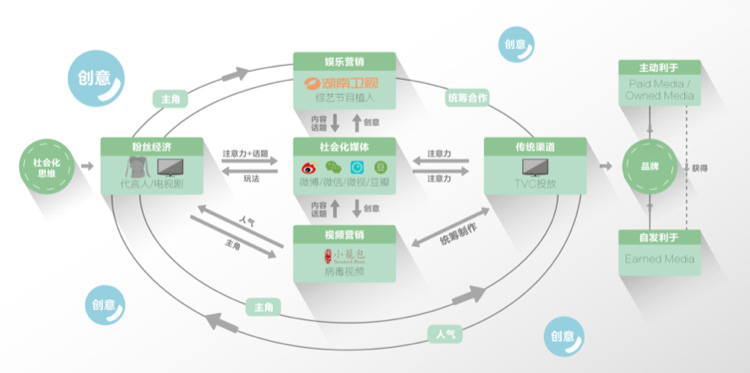 创意
创意
娱乐营销
湖南卫视
综艺节目植入
主动利于
Paid Media /
Owned Media
主角
统筹合作
内容
话题
创意
社会化
思维
粉丝经济
代言人/电视剧
注意力+话题
玩法
社会化媒体
微博/微信/微视/豆瓣
注意力
注意力
传统渠道
TVC投放
品牌
获得
内容
话题
创意
人气
主角
视频营销
小籠包
病毒视频
统筹制作
自发利于
Earned Media
创意
主角
人气
创意